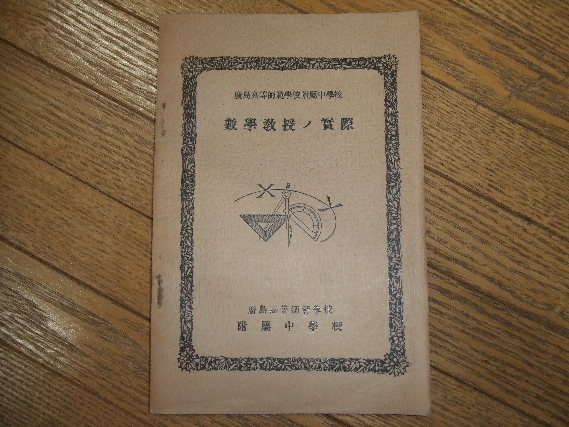 廣島高等師範學校附屬中學校
數學敎授ノ實際
廣島高等師範學校
附屬中學校